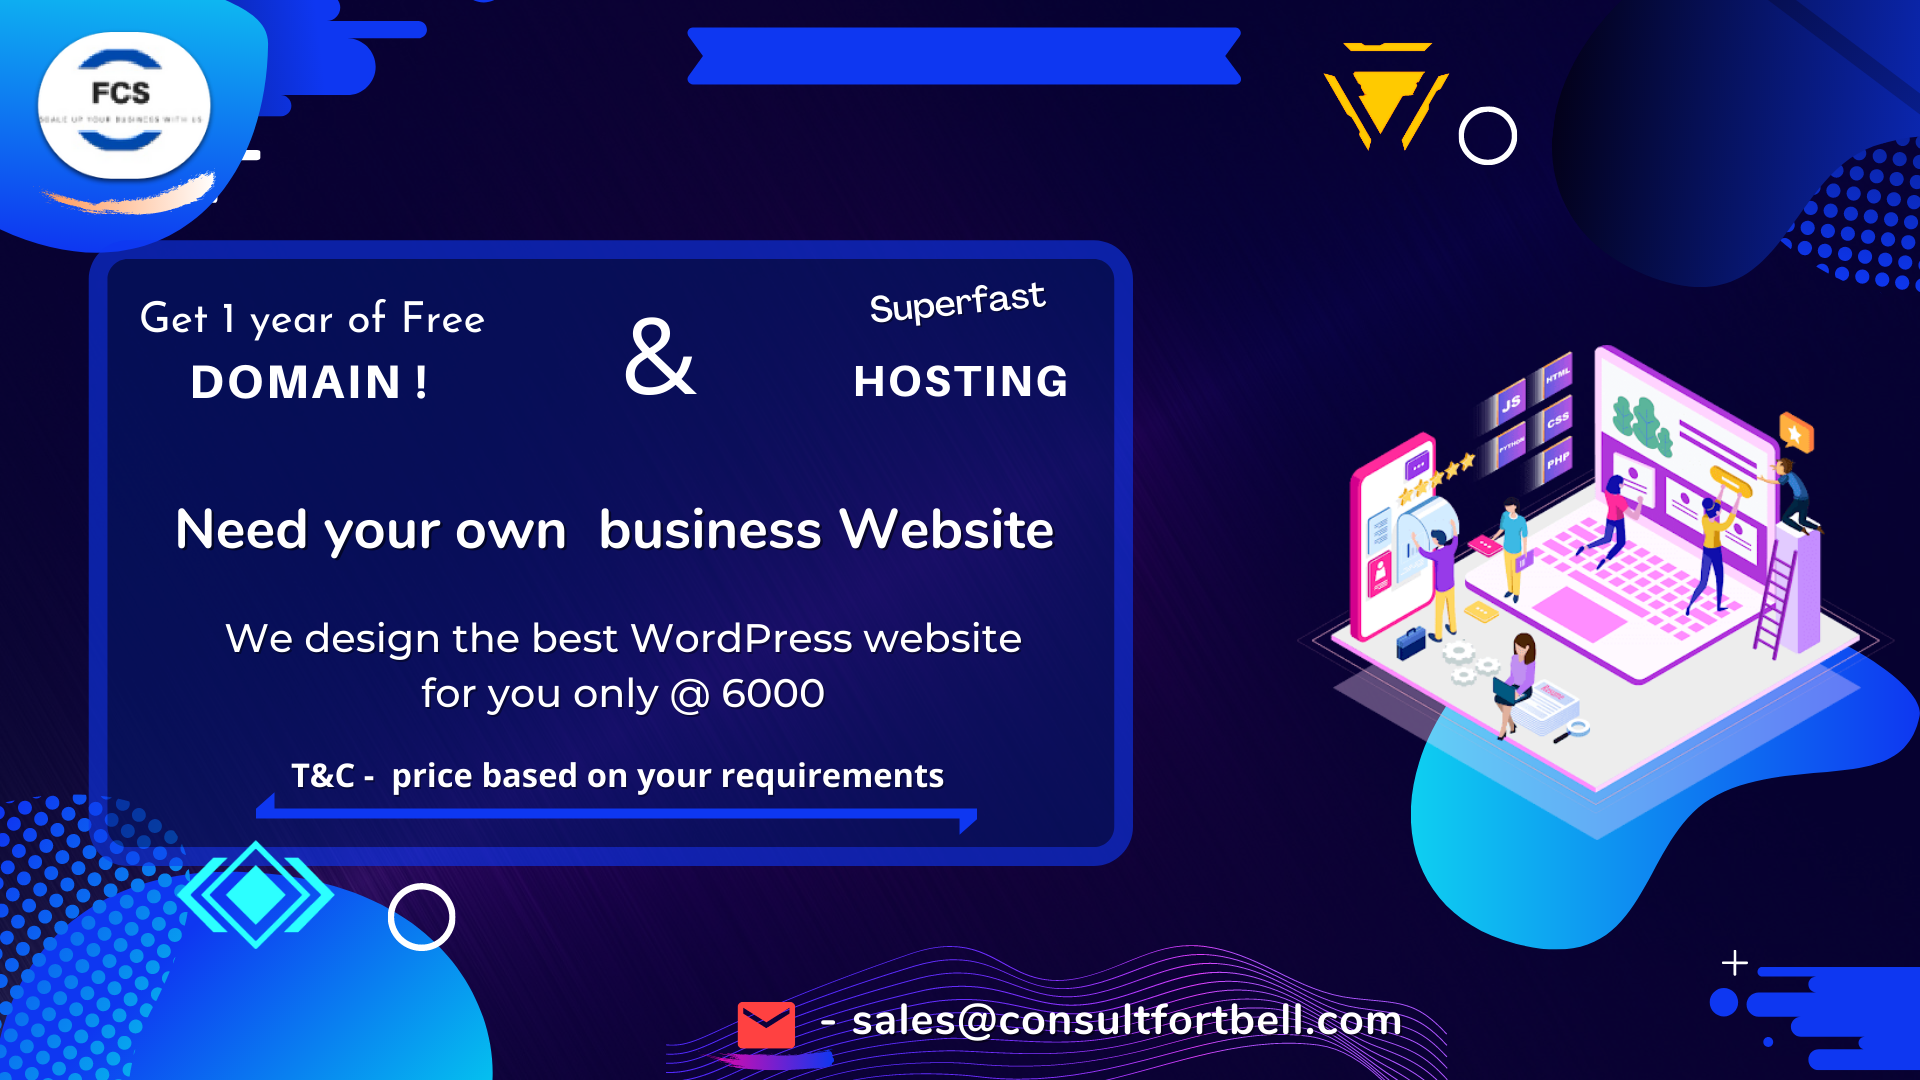 FCS
SCALE UP YOUR BUSINESS WITH US
Get 1 year of Free
DOMAIN !
&
Superfast
HOSTING
Need your own business Website
We design the best WordPress website
for you only @ 6000
T&C - price based on your requirements
JS
HTML
PYTHON
CSS
PHP
Resume
- sales@consultfortbell.com